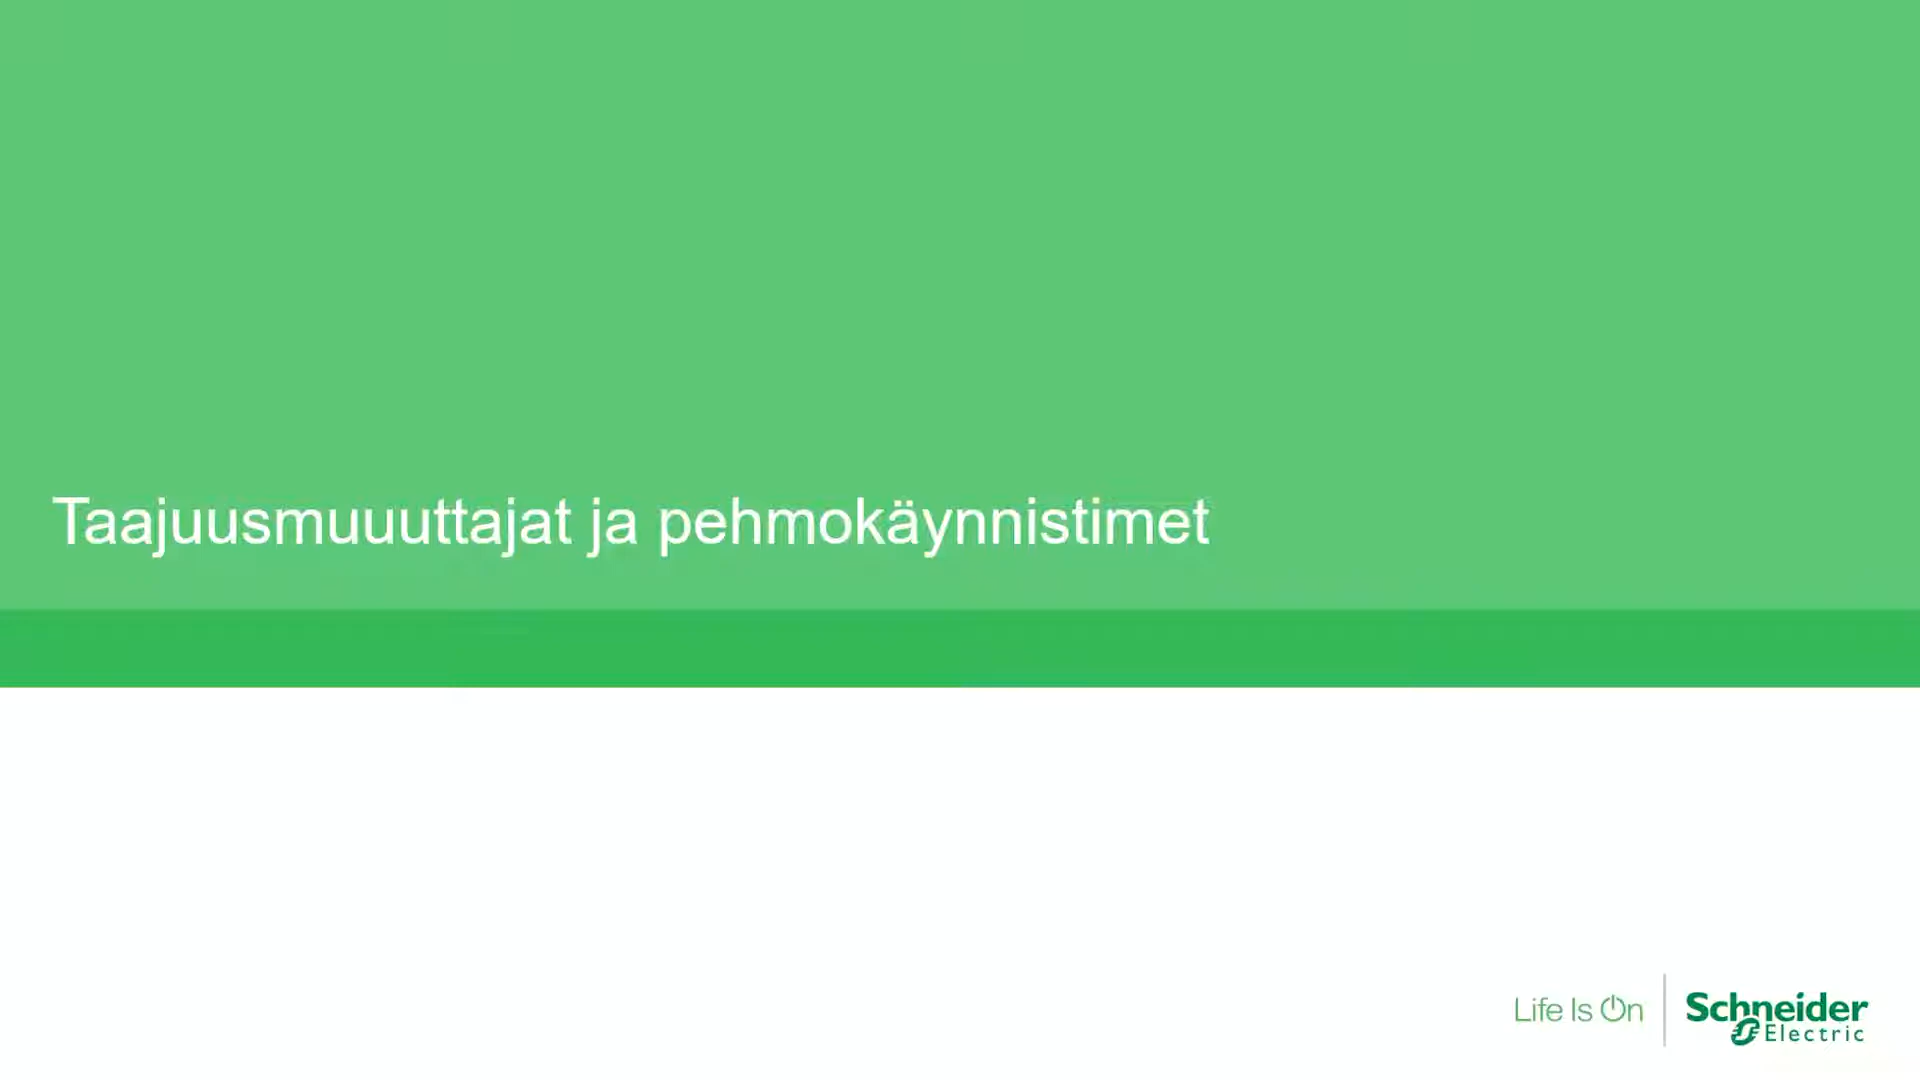 Taajuusmuuuttajat ja pehmokäynnistimet
Life Is On
Schneider
Electric